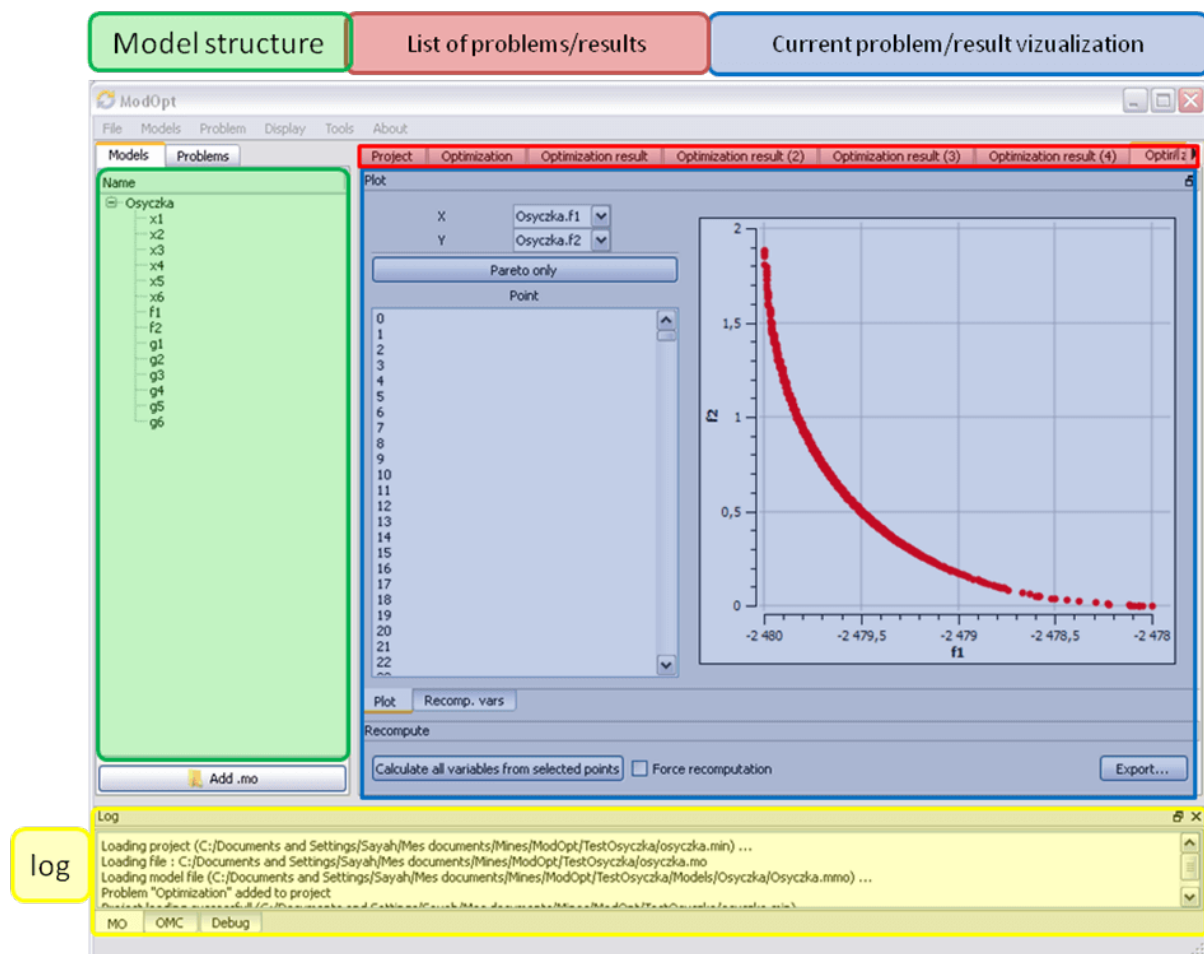 Model structure
List of problems/results
Current problem/result vizualization
ModOpt
File Models Problem Display Tools About
Models Problems
Project Optimization Optimization result Optimization result (2) Optimization result (3) Optimization result (4)
Name
Osyczka
x1
x2
x3
x4
x5
x6
f1
f2
g1
g2
g3
g4
g5
g6
Add .mo
Plot
X Osyczka.f1
Y Osyczka.f2
Pareto only
Point
0
1
2
3
4
5
6
7
8
9
10
11
12
13
14
15
16
17
18
19
20
21
22
2
1,5
1
0,5
0
f2
-2 480 -2 479,5 -2 479 -2 478,5 -2 478
f1
Plot Recomp. vars
Recompute
Calculate all variables from selected points Force recomputation Export...
log
Log
Loading project (C:/Documents and Settings/Sayah/Mes documents/Mines/ModOpt/TestOsyczka/osyczka.min) ...
Loading file : C:/Documents and Settings/Sayah/Mes documents/Mines/ModOpt/TestOsyczka/osyczka.mo
Loading model file (C:/Documents and Settings/Sayah/Mes documents/Mines/ModOpt/TestOsyczka/Models/Osyczka/Osyczka.mmo) ...
Problem "Optimization" added to project
MO OMC Debug